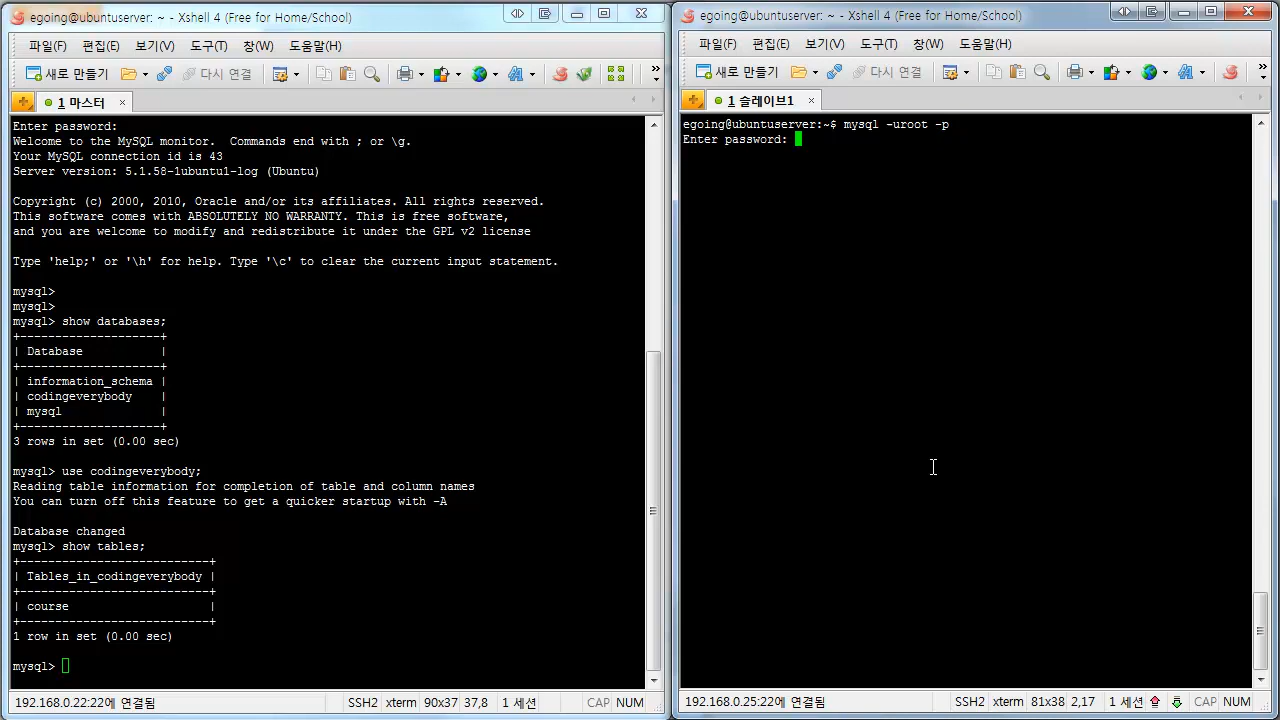 egoing@ubuntuserver: ~ - Xshell 4 (Free for Home/School)
파일(F) 편집(E) 보기(V) 도구(T) 창(W) 도움말(H)
새로 만들기 다시 연결
1 마스터
Enter password:
Welcome to the MySQL monitor.  Commands end with ; or \g.
Your MySQL connection id is 43
Server version: 5.1.58-1ubuntu1-log (Ubuntu)
Copyright (c) 2000, 2010, Oracle and/or its affiliates. All rights reserved.
This software comes with ABSOLUTELY NO WARRANTY. This is free software,
and you are welcome to modify and redistribute it under the GPL v2 license
Type 'help;' or '\h' for help. Type '\c' to clear the current input statement.
mysql>
mysql>
mysql> show databases;
+--------------------+
| Database           |
+--------------------+
| information_schema |
| codingeverybody    |
| mysql              |
+--------------------+
3 rows in set (0.00 sec)
mysql> use codingeverybody;
Reading table information for completion of table and column names
You can turn off this feature to get a quicker startup with -A
Database changed
mysql> show tables;
+---------------------------+
| Tables_in_codingeverybody |
+---------------------------+
| course                    |
+---------------------------+
1 row in set (0.00 sec)
mysql>
192.168.0.22:22에 연결됨 SSH2 xterm 90x37 37,8 1 세션 CAP NUM
egoing@ubuntuserver: ~ - Xshell 4 (Free for Home/School)
파일(F) 편집(E) 보기(V) 도구(T) 창(W) 도움말(H)
새로 만들기 다시 연결
1 슬레이브1
egoing@ubuntuserver:~$ mysql -uroot -p
Enter password:
192.168.0.25:22에 연결됨 SSH2 xterm 81x38 2,17 1 세션 CAP NUM